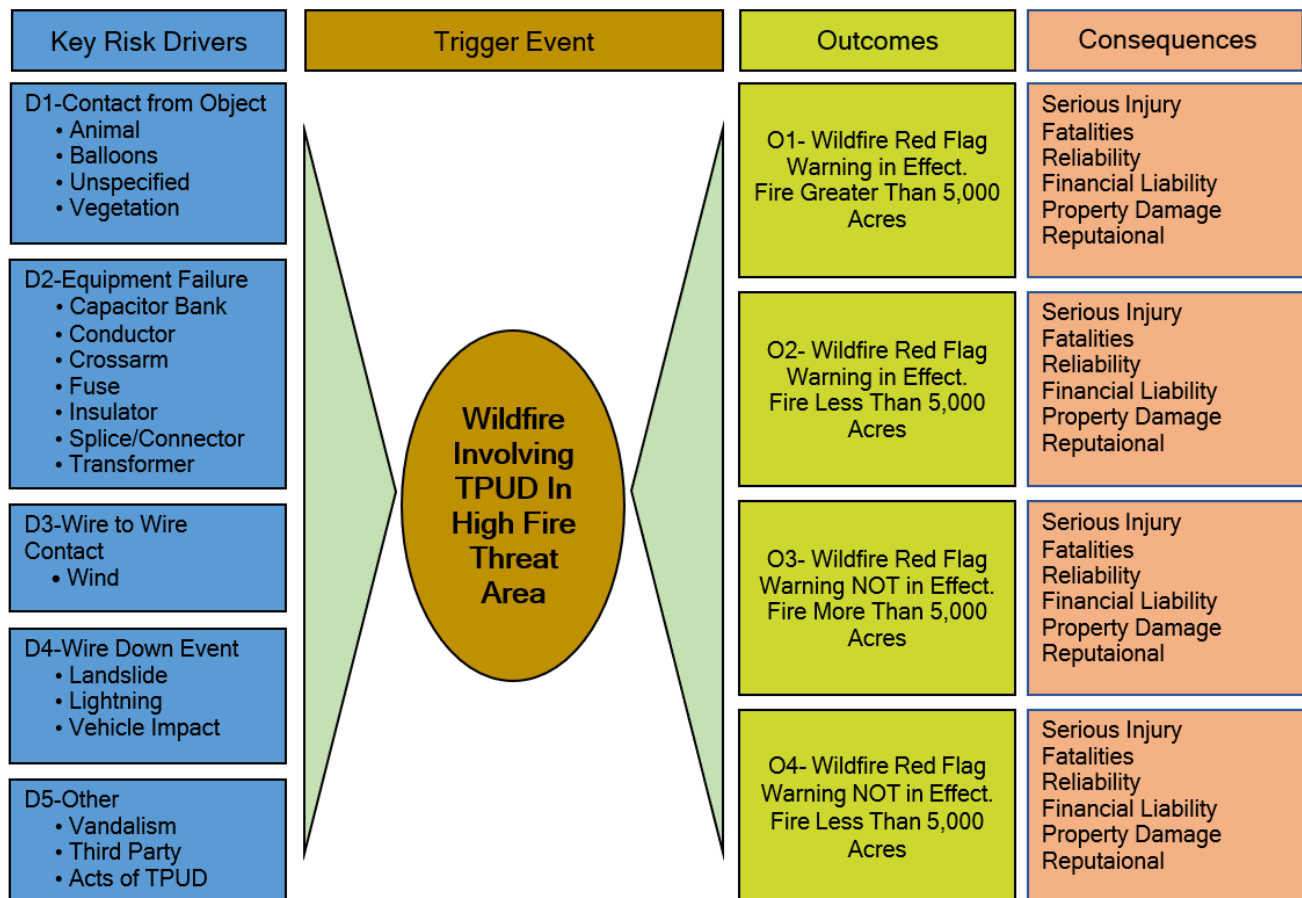 Key Risk Drivers
Trigger Event
Outcomes
Consequences
D1-Contact from Object
• Animal
• Balloons
• Unspecified
• Vegetation
D2-Equipment Failure
• Capacitor Bank
• Conductor
• Crossarm
• Fuse
• Insulator
• Splice/Connector
• Transformer
D3-Wire to Wire
Contact
• Wind
D4-Wire Down Event
• Landslide
• Lightning
• Vehicle Impact
D5-Other
• Vandalism
• Third Party
• Acts of TPUD
Wildfire
Involving
TPUD In
High Fire
Threat
Area
O1- Wildfire Red Flag
Warning in Effect.
Fire Greater Than 5,000
Acres
O2- Wildfire Red Flag
Warning in Effect.
Fire Less Than 5,000
Acres
O3- Wildfire Red Flag
Warning NOT in Effect.
Fire More Than 5,000
Acres
O4- Wildfire Red Flag
Warning NOT in Effect.
Fire Less Than 5,000
Acres
Serious Injury
Fatalities
Reliability
Financial Liability
Property Damage
Reputaional
Serious Injury
Fatalities
Reliability
Financial Liability
Property Damage
Reputaional
Serious Injury
Fatalities
Reliability
Financial Liability
Property Damage
Reputaional
Serious Injury
Fatalities
Reliability
Financial Liability
Property Damage
Reputaional